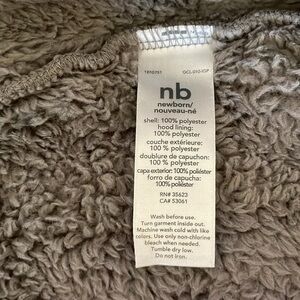 nb
newborn/
nouveau-né
shell: 100% polyester
hood lining:
100% polyester
couche extérieure:
100 % polyester
doublure de capuchon:
100 % polyester
capa exterior: 100% poliéster
forro de capucha:
100% poliéster
RN# 35623
CA# 53061
Wash before use.
Turn garment inside out.
Machine wash cold with like
colors. Use only non-chlorine
bleach when needed.
Tumble dry low.
Do not iron.